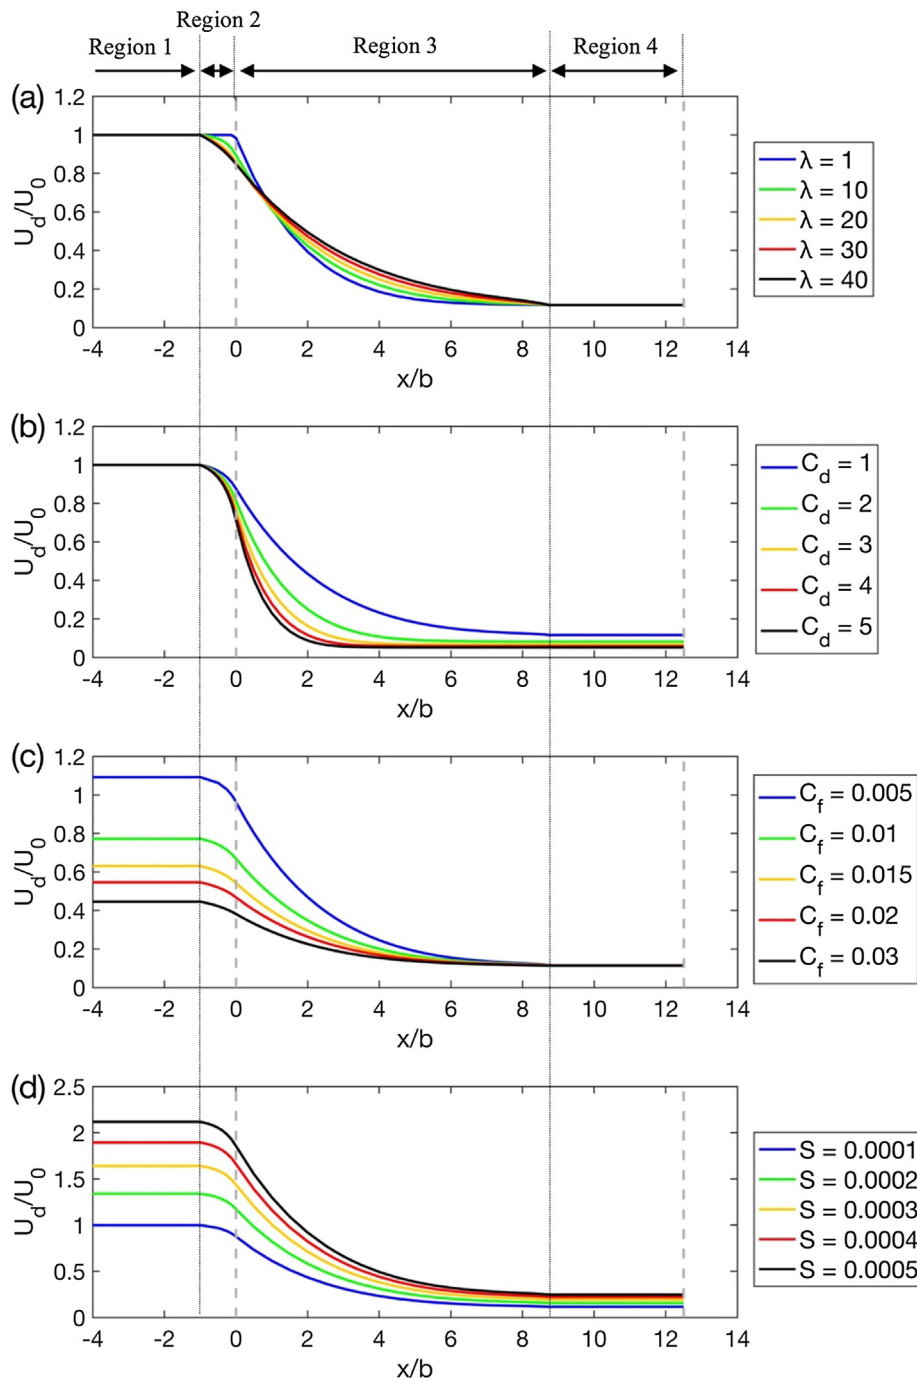 Region 2
Region 1 Region 3 Region 4
(a)
1.2
1
0.8
0.6
0.4
0.2
0
U_d/U_0
-4 -2 0 2 4 6 8 10 12 14
x/b
λ = 1
λ = 10
λ = 20
λ = 30
λ = 40
(b)
1.2
1
0.8
0.6
0.4
0.2
0
U_d/U_0
-4 -2 0 2 4 6 8 10 12 14
x/b
C_d = 1
C_d = 2
C_d = 3
C_d = 4
C_d = 5
(c)
1.2
1
0.8
0.6
0.4
0.2
0
U_d/U_0
-4 -2 0 2 4 6 8 10 12 14
x/b
C_f = 0.005
C_f = 0.01
C_f = 0.015
C_f = 0.02
C_f = 0.03
(d)
2.5
2
1.5
1
0.5
0
U_d/U_0
-4 -2 0 2 4 6 8 10 12 14
x/b
S = 0.0001
S = 0.0002
S = 0.0003
S = 0.0004
S = 0.0005